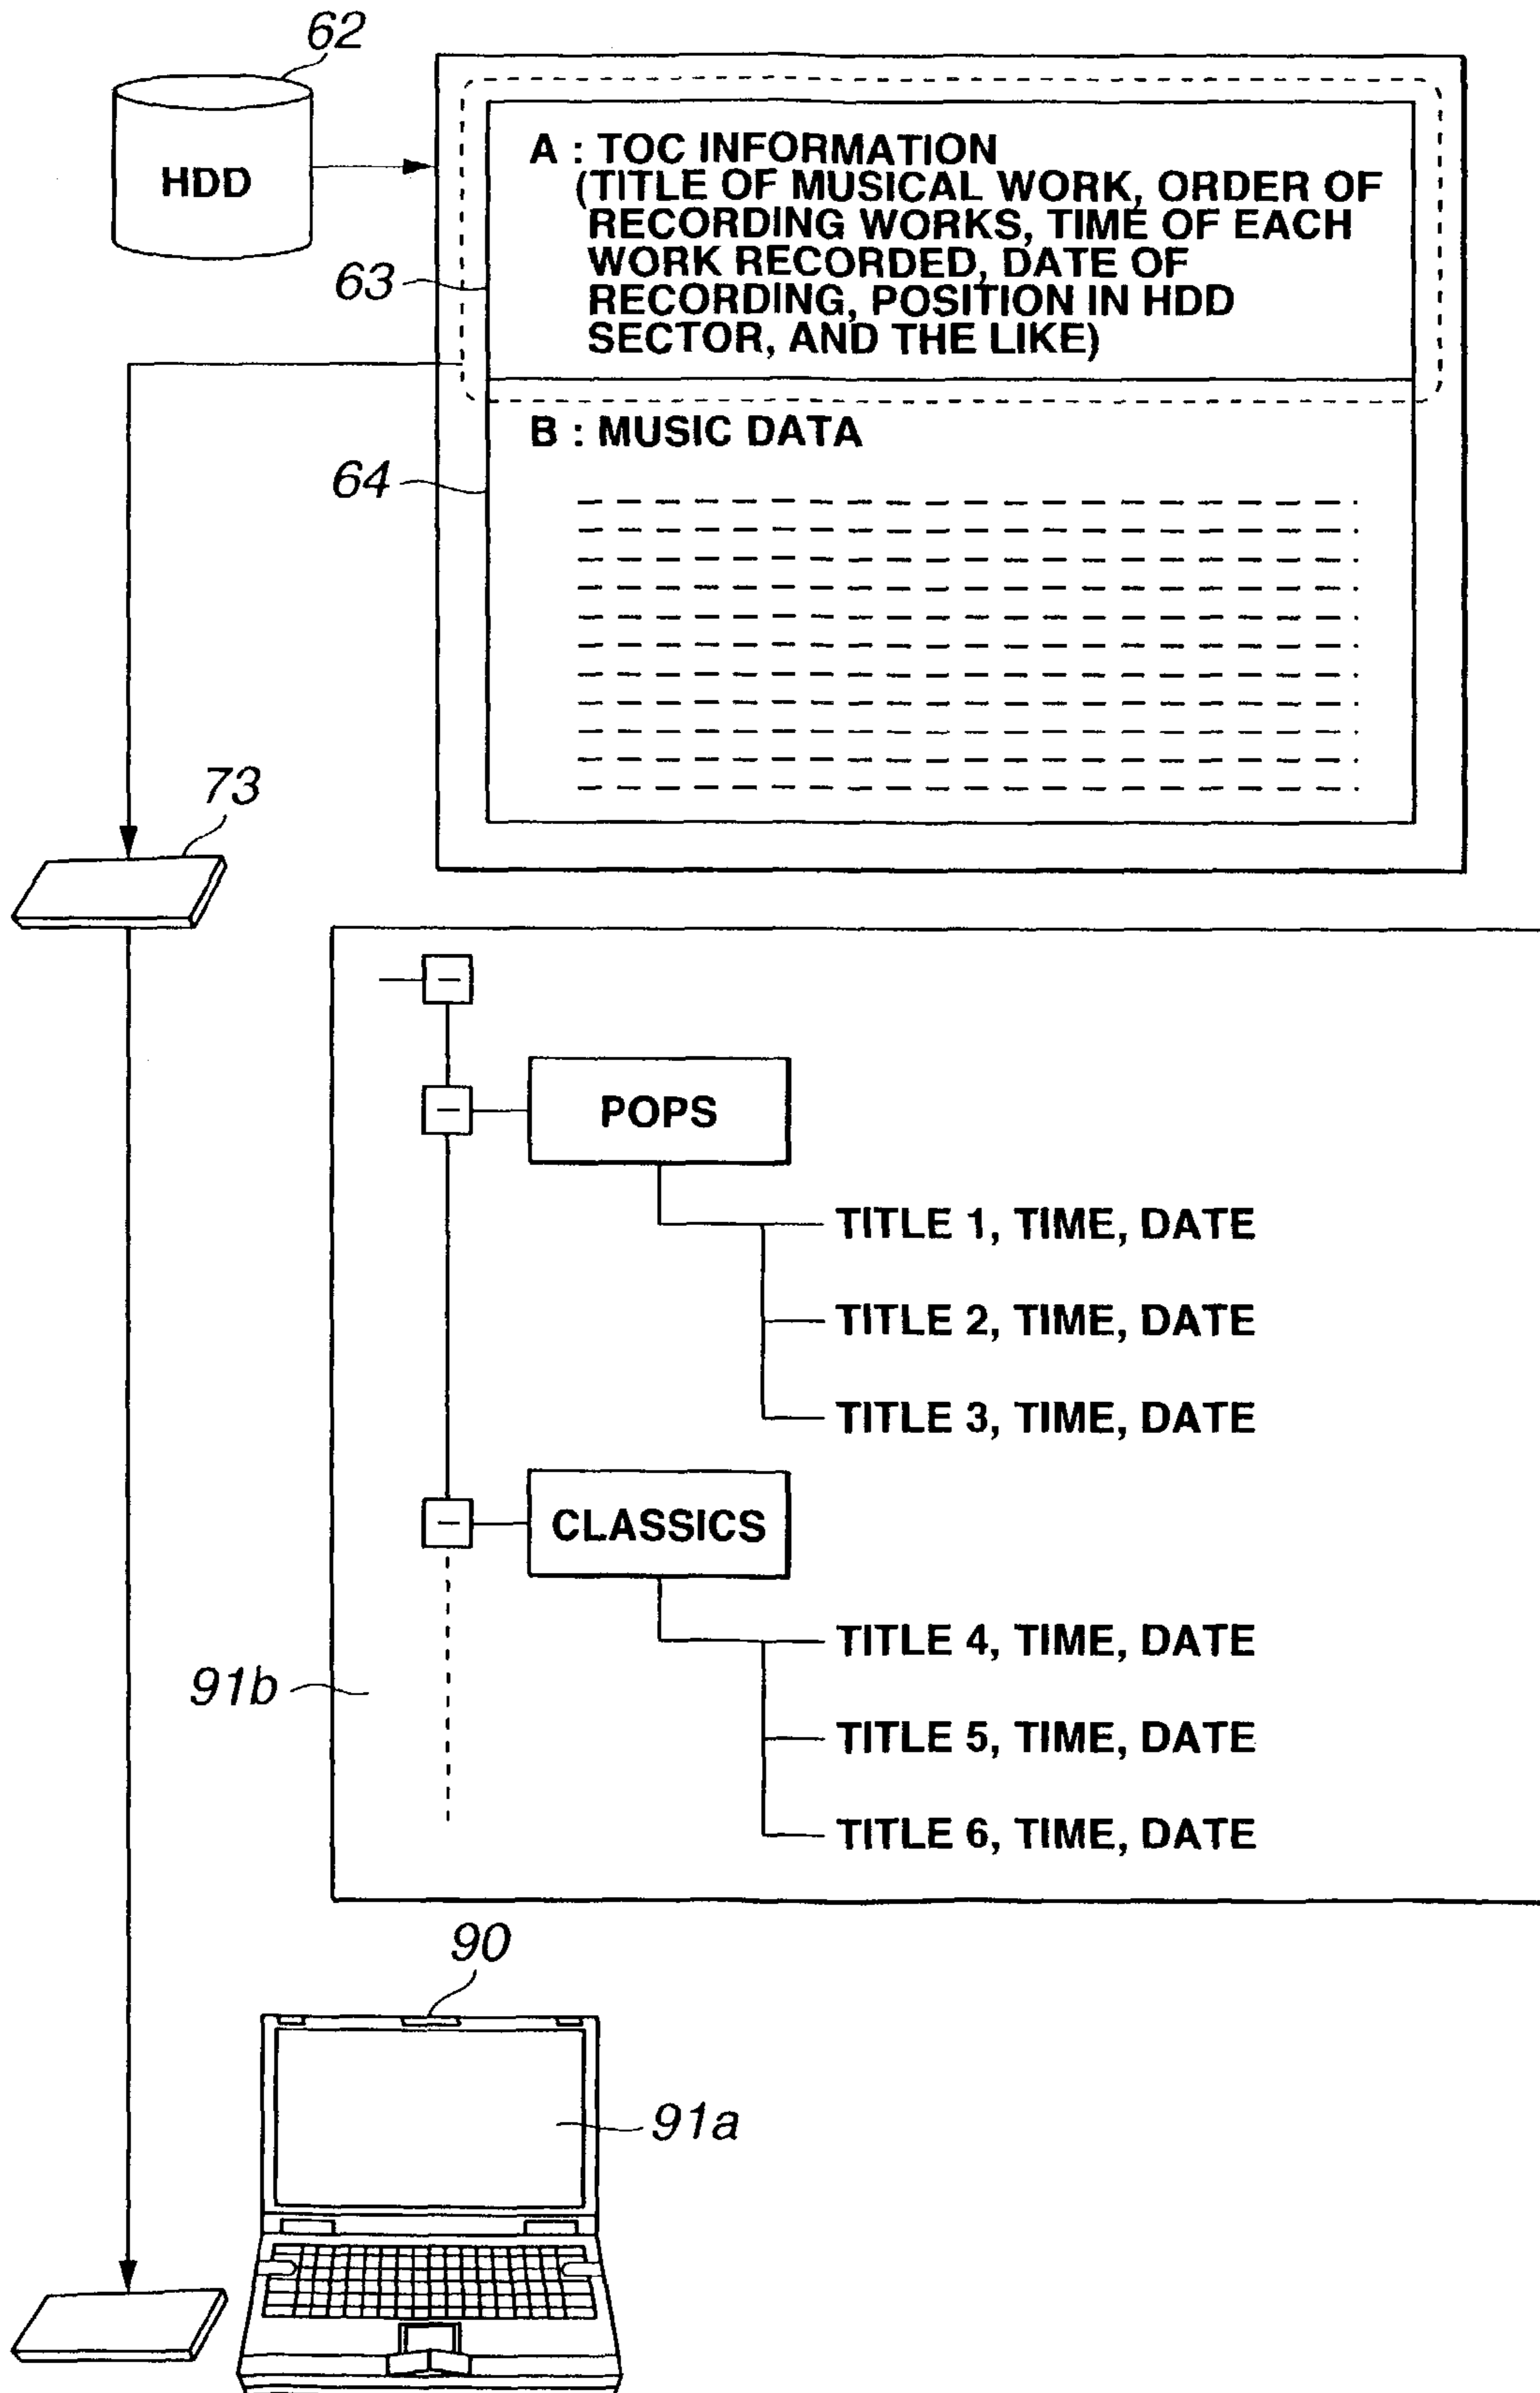 62
HDD
A : TOC INFORMATION
(TITLE OF MUSICAL WORK, ORDER OF
RECORDING WORKS, TIME OF EACH
WORK RECORDED, DATE OF
RECORDING, POSITION IN HDD
SECTOR, AND THE LIKE)
63
B : MUSIC DATA
64
73
POPS
TITLE 1, TIME, DATE
TITLE 2, TIME, DATE
TITLE 3, TIME, DATE
CLASSICS
TITLE 4, TIME, DATE
91b
TITLE 5, TIME, DATE
TITLE 6, TIME, DATE
90
91a